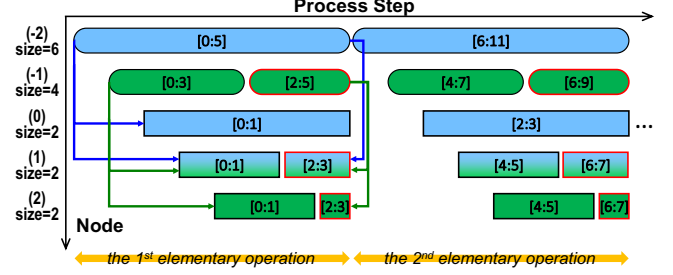 Process Step
(-2)
size=6
[0:5]
[6:11]
(-1)
size=4
[0:3]
[2:5]
[4:7]
[6:9]
(0)
size=2
[0:1]
[2:3]
...
(1)
size=2
[0:1]
[2:3]
[4:5]
[6:7]
(2)
size=2
[0:1]
[2:3]
[4:5]
[6:7]
Node
the 1st elementary operation
the 2nd elementary operation